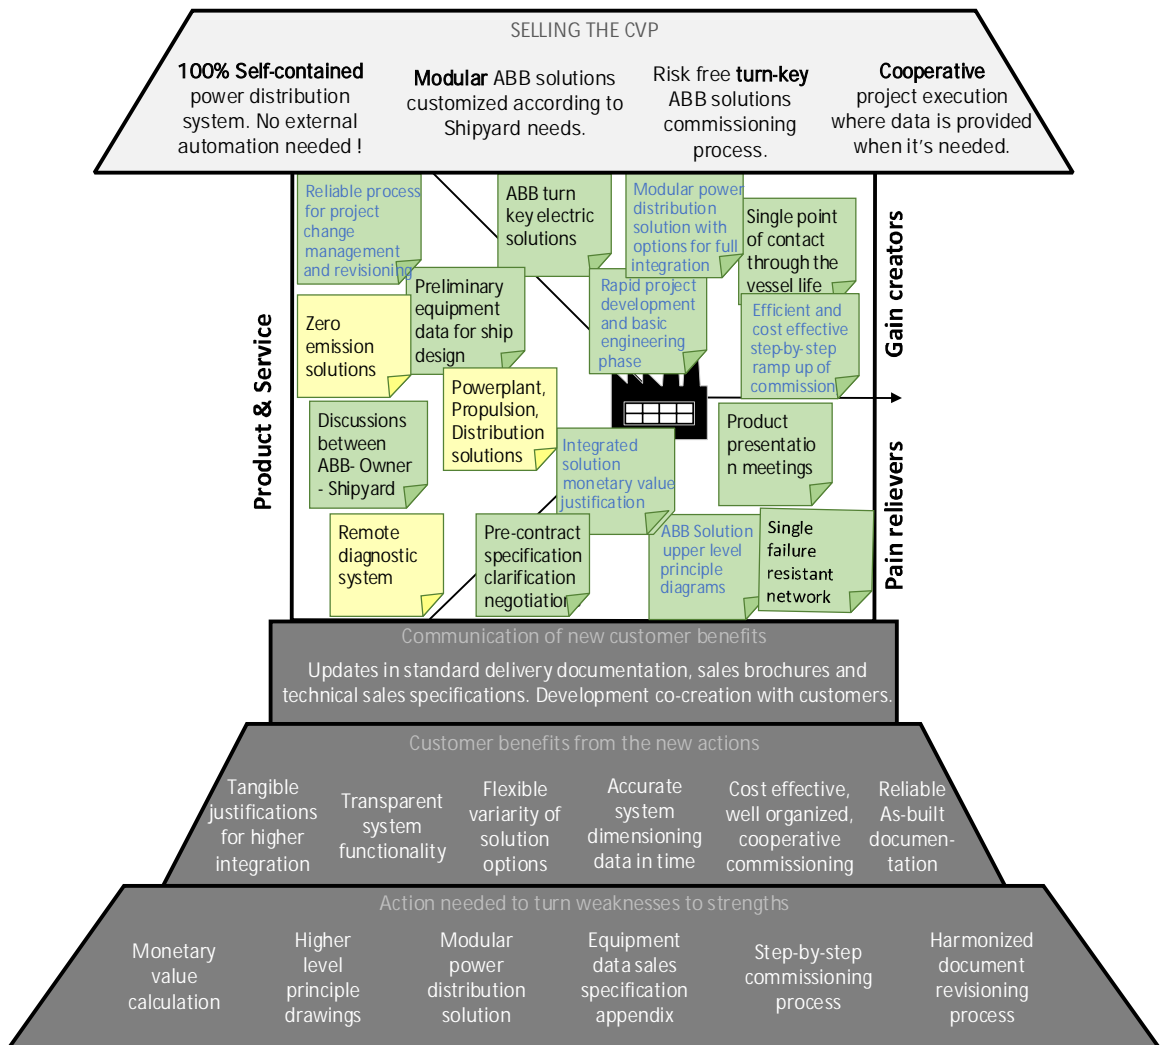 SELLING THE CVP
100% Self-contained
power distribution
system. No external
automation needed !
Modular ABB solutions
customized according to
Shipyard needs.
Risk free turn-key
ABB solutions
commissioning
process.
Cooperative
project execution
where data is provided
when it's needed.
Product & Service
Reliable process
for project
change
management
and revisioning
ABB turn
key electric
solutions
Modular power
distribution
solution with
options for full
integration
Single point
of contact
through the
vessel life
Gain creators
Preliminary
equipment
data for ship
design
Rapid project
development
and basic
engineering
phase
Efficient and
cost effective
step-by-step
ramp up of
commission
Zero
emission
solutions
Powerplant,
Propulsion,
Distribution
solutions
Discussions
between
ABB- Owner
- Shipyard
Integrated
solution
monetary value
justification
Product
presentatio
n meetings
Pain relievers
Remote
diagnostic
system
Pre-contract
specification
clarification
negotiation
ABB Solution
upper level
principle
diagrams
Single
failure
resistant
network
Communication of new customer benefits
Updates in standard delivery documentation, sales brochures and
technical sales specifications. Development co-creation with customers.
Customer benefits from the new actions
Tangible
justifications
for higher
integration
Transparent
system
functionality
Flexible
variarity of
solution
options
Accurate
system
dimensioning
data in time
Cost effective,
well organized,
cooperative
commissioning
Reliable
As-built
documen-
tation
Action needed to turn weaknesses to strengths
Monetary
value
calculation
Higher
level
principle
drawings
Modular
power
distribution
solution
Equipment
data sales
specification
appendix
Step-by-step
commissioning
process
Harmonized
document
revisioning
process